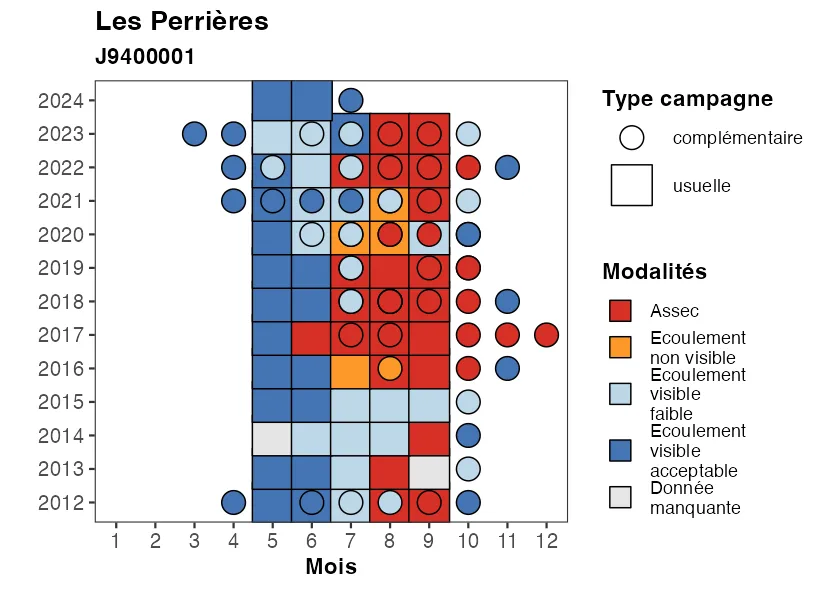 Les Perrières
J9400001
2024
2023
2022
2021
2020
2019
2018
2017
2016
2015
2014
2013
2012
1 2 3 4 5 6 7 8 9 10 11 12
Mois
Type campagne
complémentaire
usuelle
Modalités
Assec
Ecoulement
non visible
Ecoulement
visible
faible
Ecoulement
visible
acceptable
Donnée
manquante